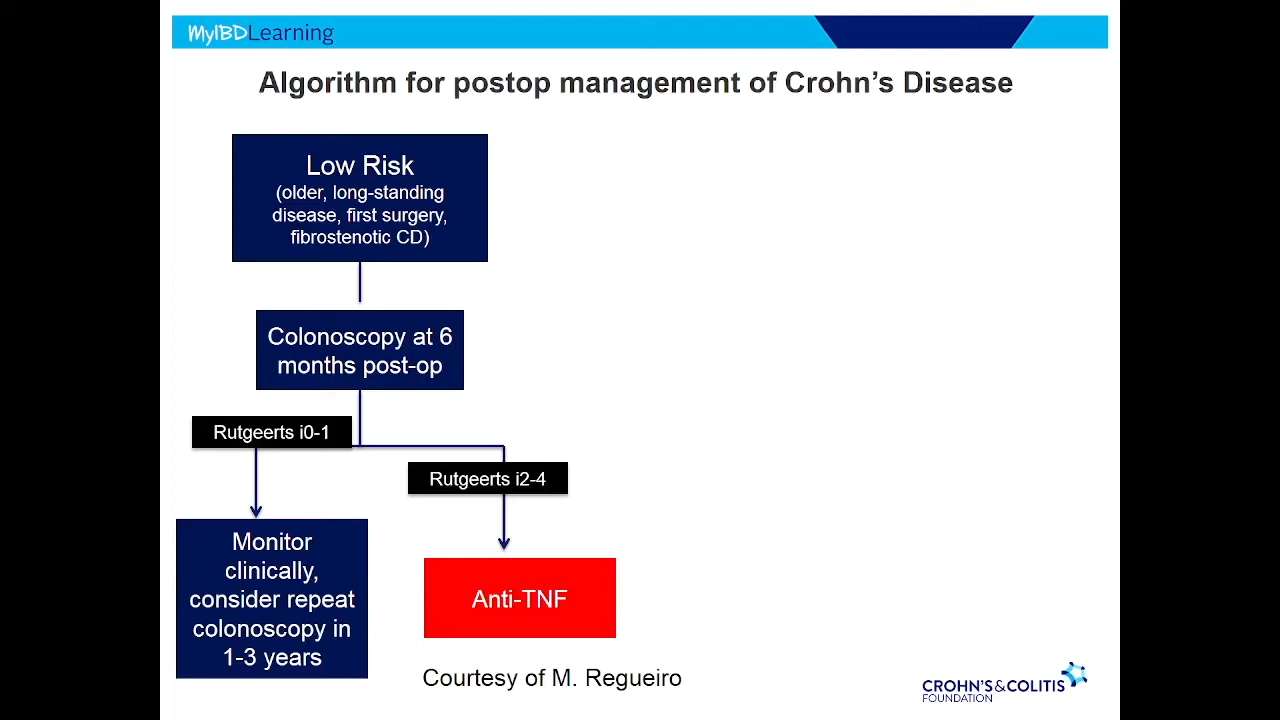 MyIBDLearning
Algorithm for postop management of Crohn's Disease
Low Risk
(older, long-standing
disease, first surgery,
fibrostenotic CD)
Colonoscopy at 6
months post-op
Rutgeerts i0-1
Rutgeerts i2-4
Monitor
clinically,
consider repeat
colonoscopy in
1-3 years
Anti-TNF
Courtesy of M. Regueiro
CROHN'S&COLITIS
FOUNDATION